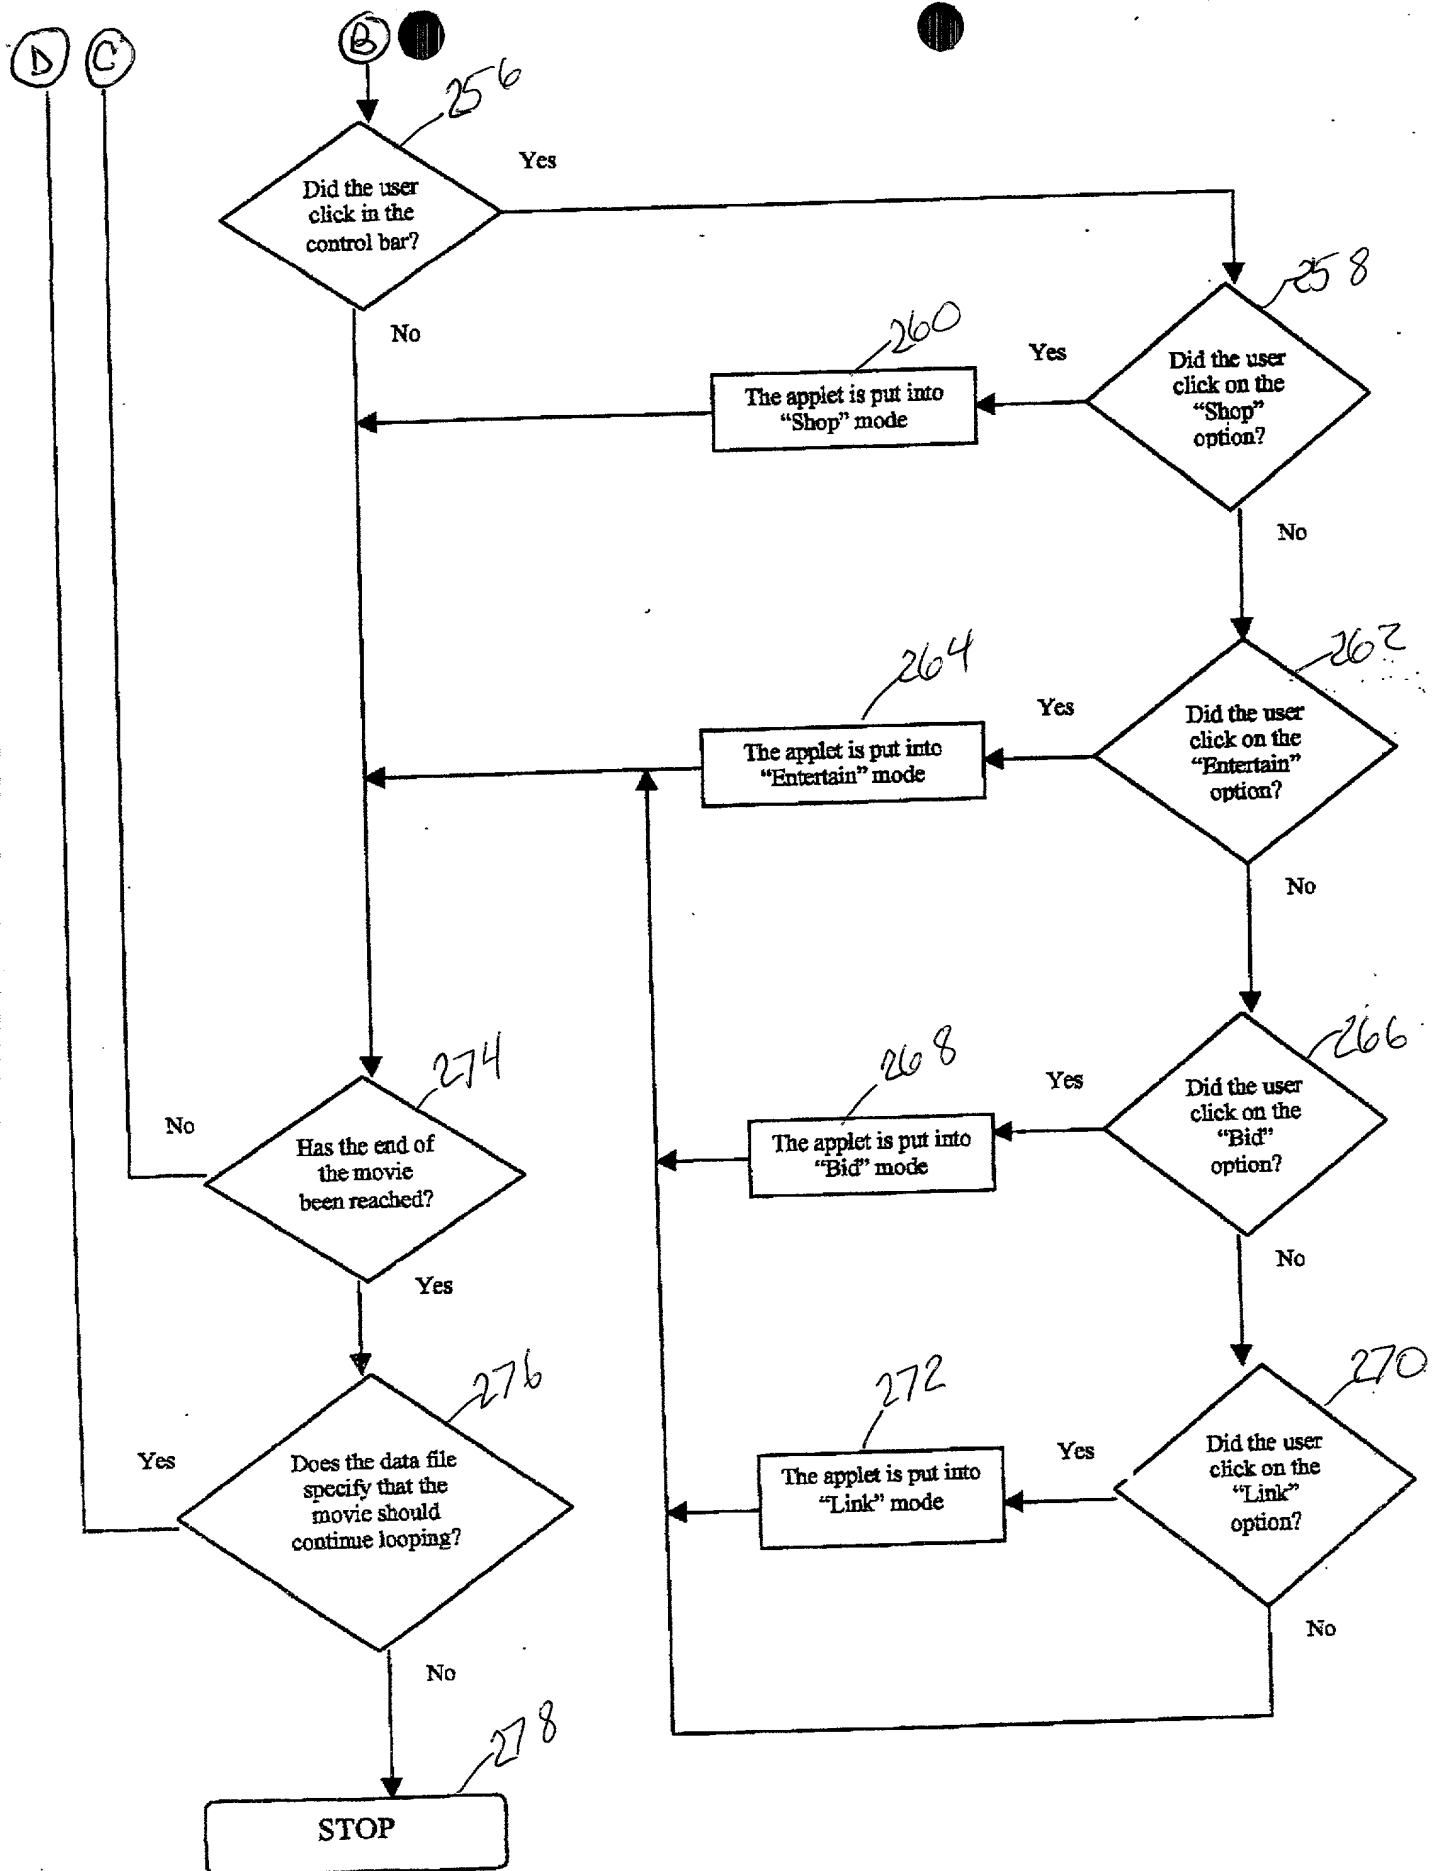 D
C
B
256
Did the user
click in the
control bar?
Yes
No
258
Did the user
click on the
“Shop”
option?
Yes
No
260
The applet is put into
“Shop” mode
262
Did the user
click on the
“Entertain”
option?
Yes
No
264
The applet is put into
“Entertain” mode
266
Did the user
click on the
“Bid”
option?
Yes
No
268
The applet is put into
“Bid” mode
270
Did the user
click on the
“Link”
option?
Yes
No
272
The applet is put into
“Link” mode
274
Has the end of
the movie
been reached?
No
Yes
276
Does the data file
specify that the
movie should
continue looping?
Yes
No
278
STOP